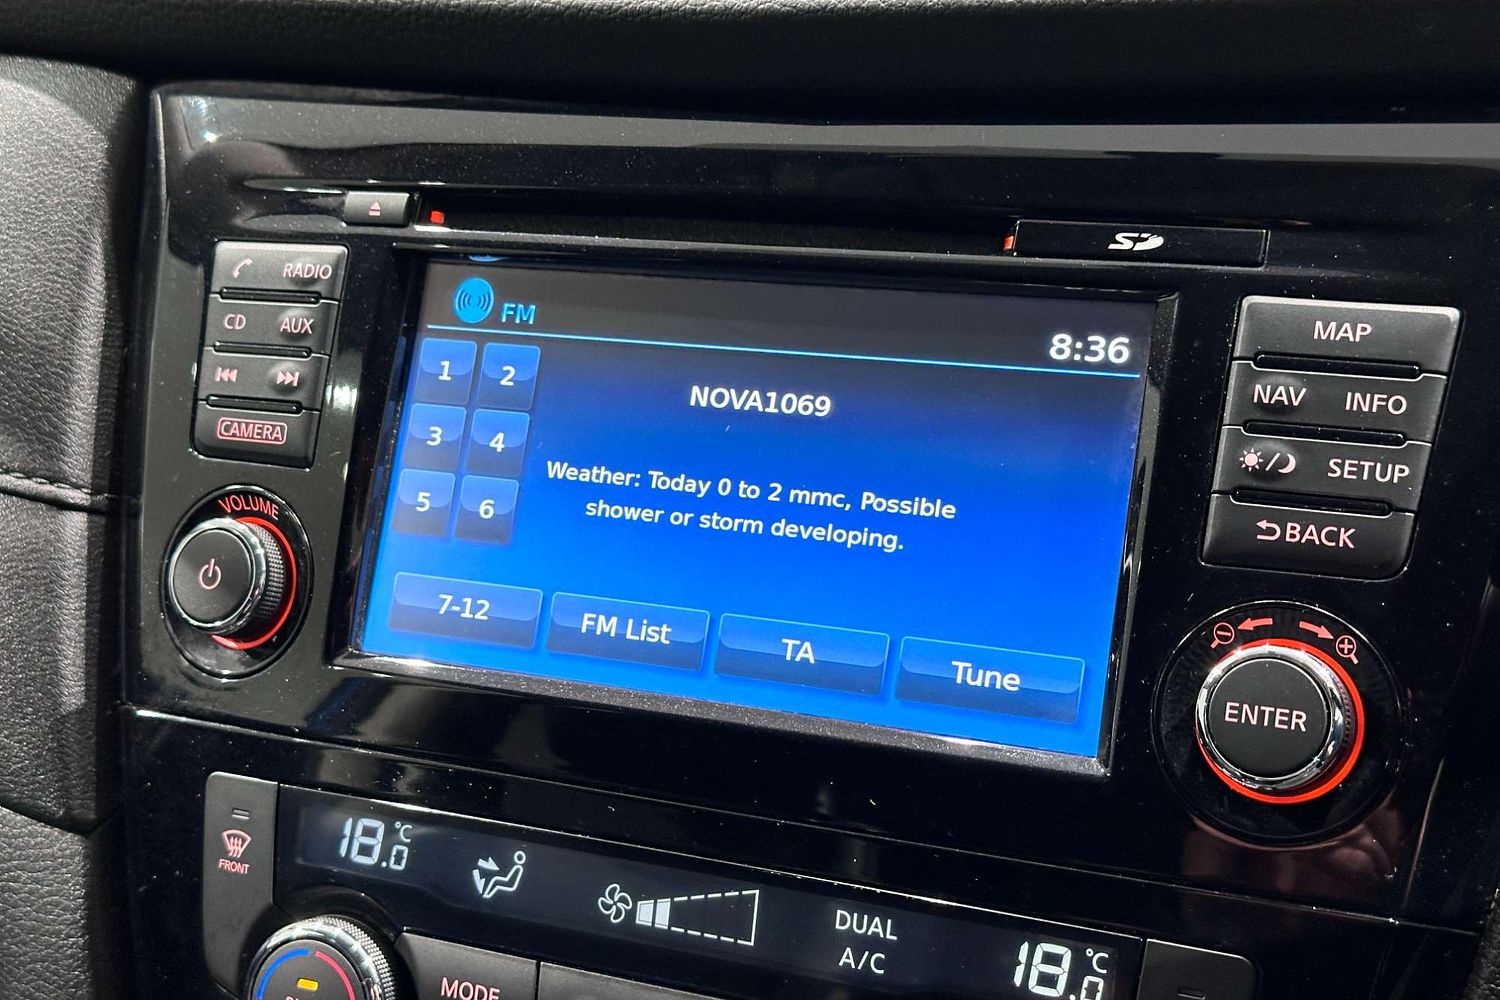 RADIO
CD AUX
CAMERA
VOLUME
SD
FM
8:36
1 2
3 4
5 6
NOVA1069
Weather: Today 0 to 2 mmc, Possible
shower or storm developing.
7-12 FM List TA Tune
MAP
NAV INFO
SETUP
BACK
ENTER
FRONT
18.0 °C
DUAL
A/C
18.0 °C
MODE